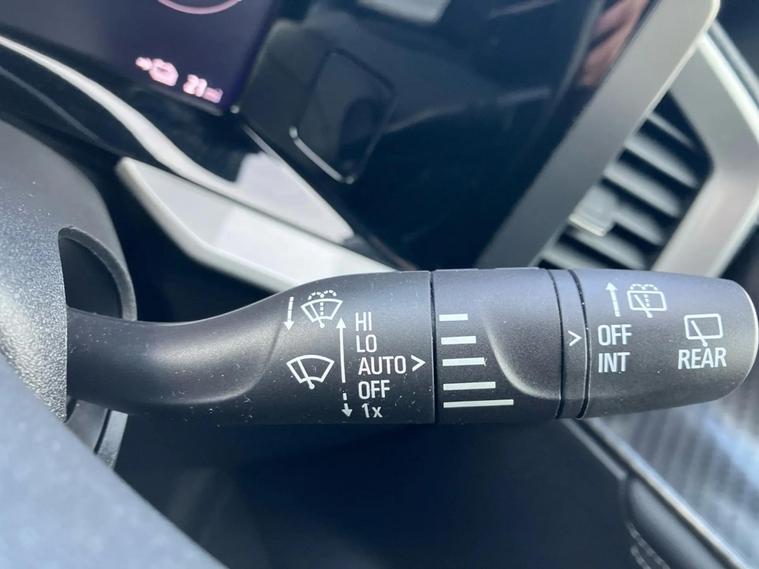 HI
LO
AUTO >
OFF
1x
>
OFF
INT
REAR